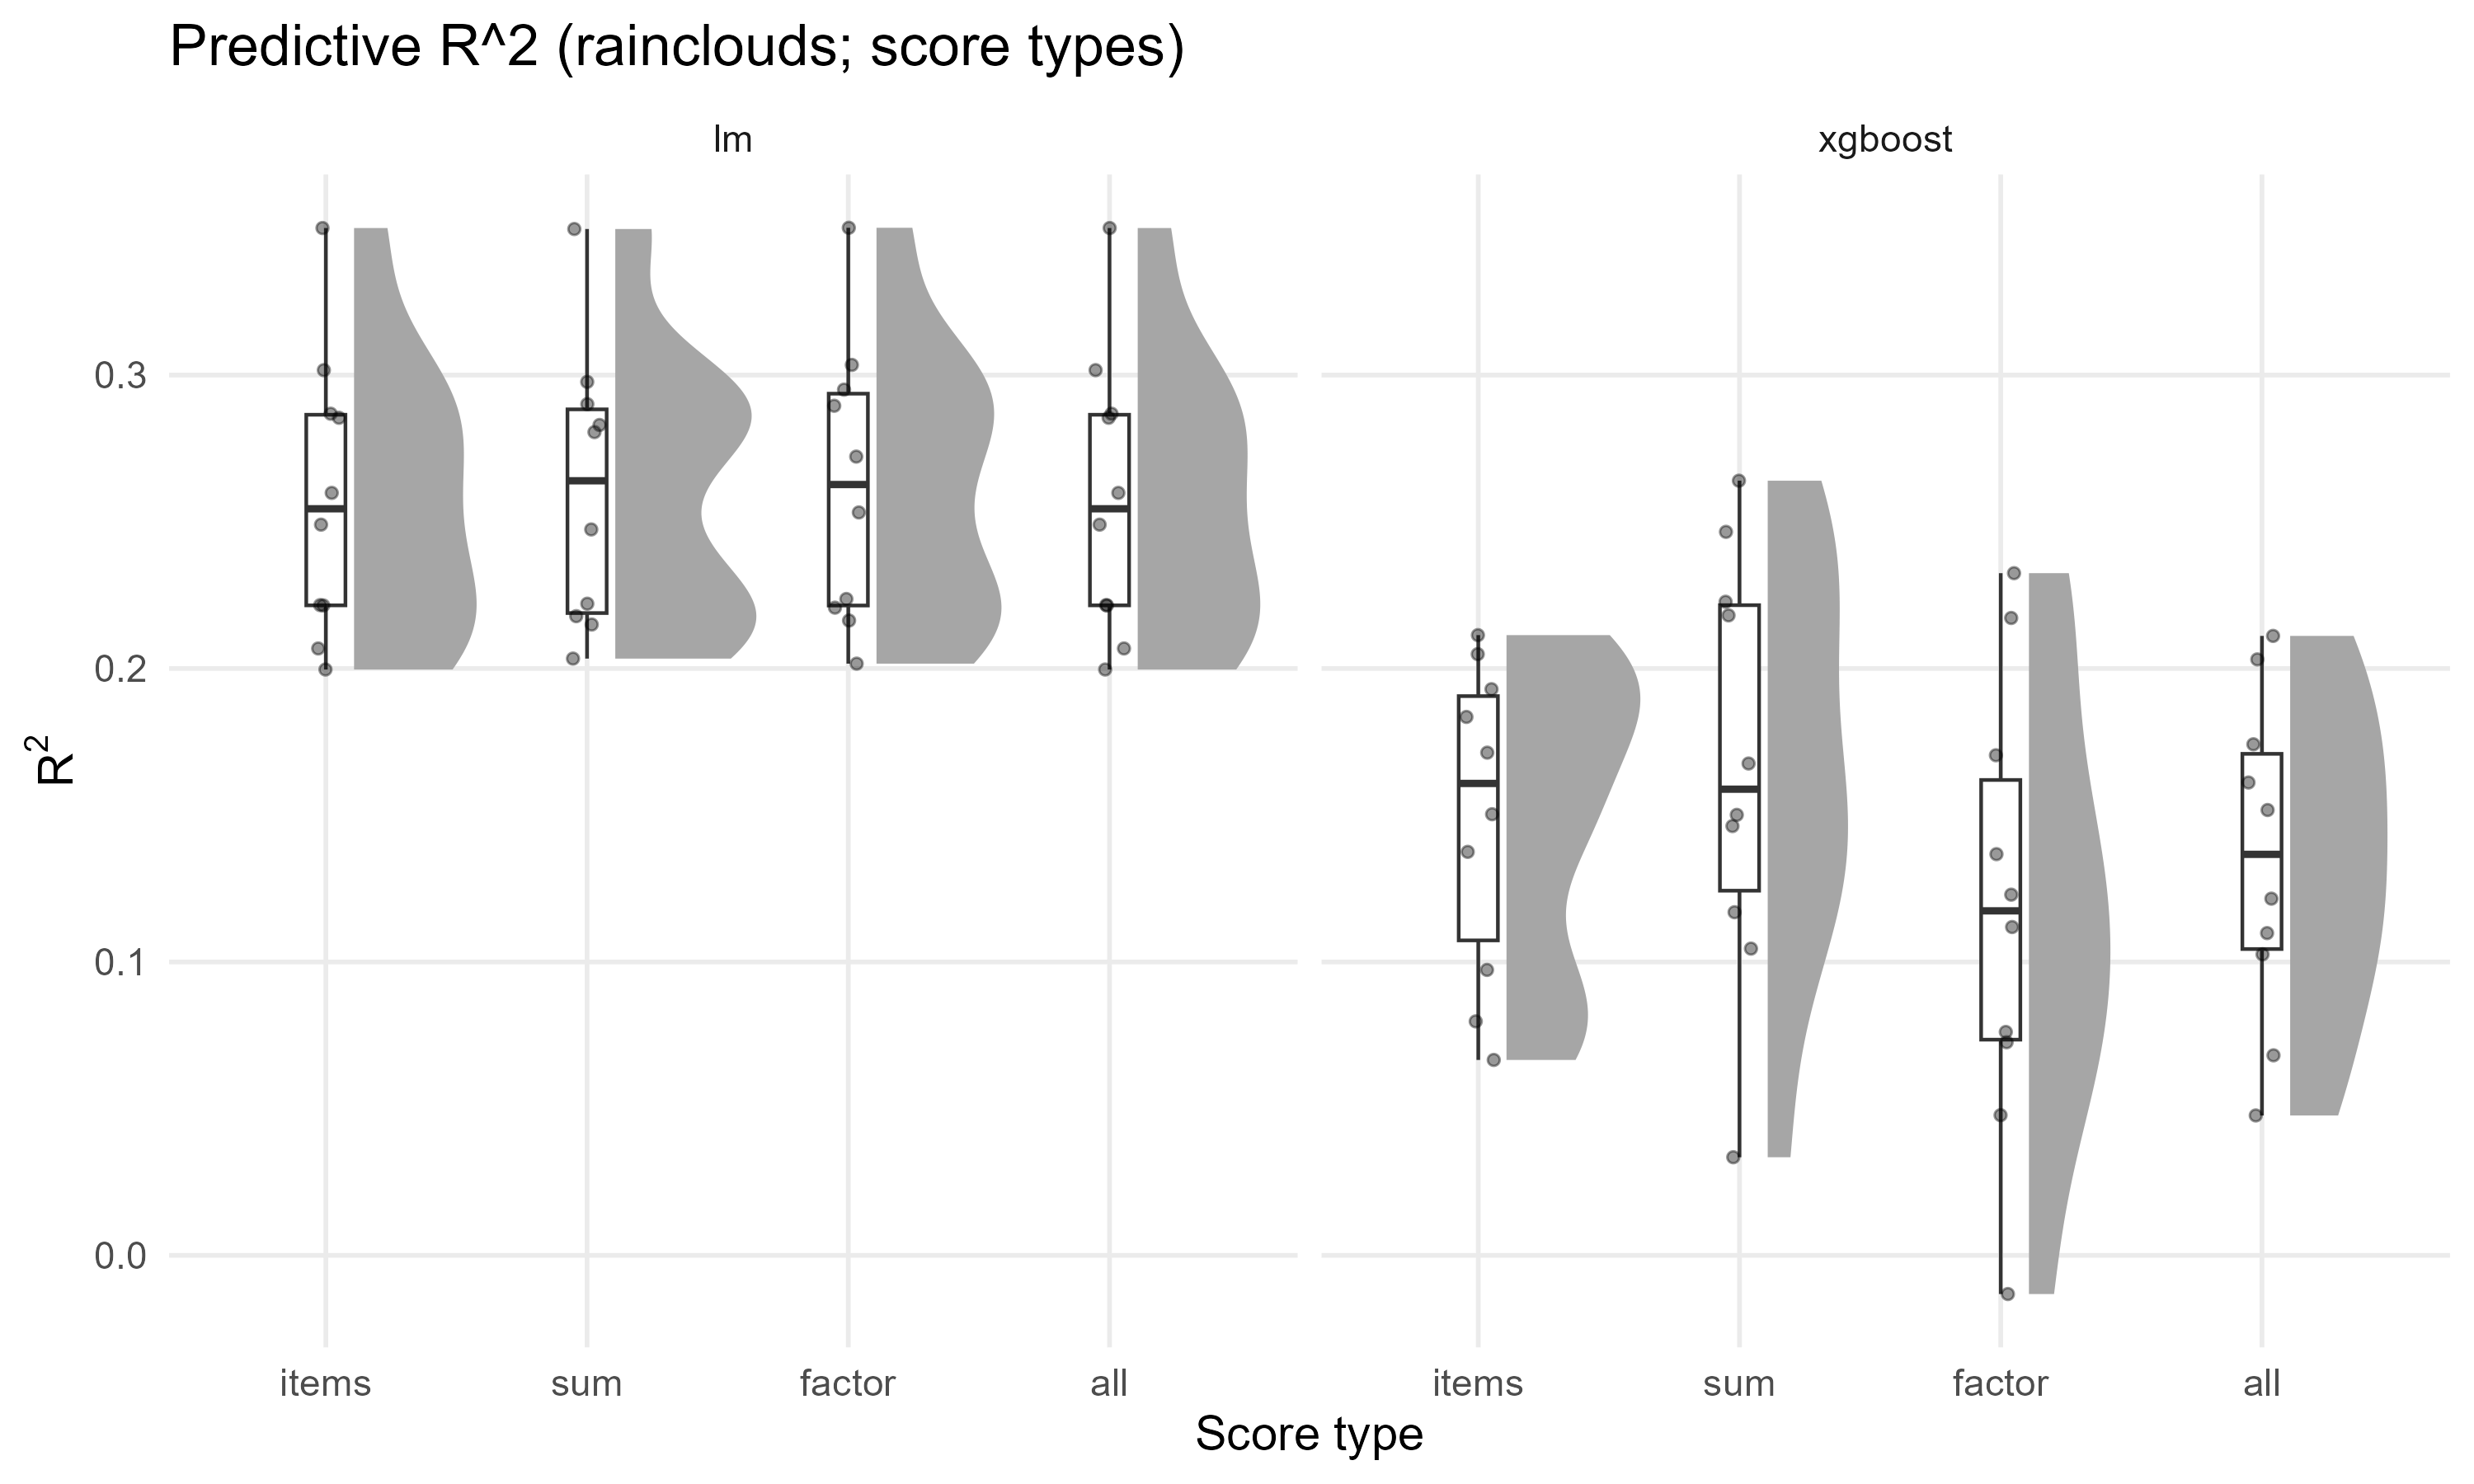 Predictive R^2 (rainclouds; score types)
lm
xgboost
0.3
0.2
0.1
0.0
R²
items sum factor all
items sum factor all
Score type